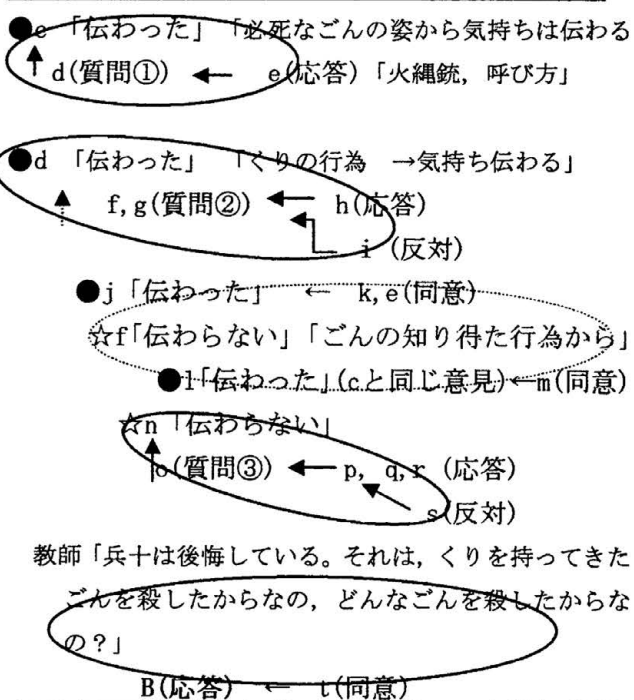 ●c 「伝わった」「必死なごんの姿から気持ちは伝わる
↑ d(質問①) ← e(応答)「火縄銃，呼び方」
●d 「伝わった」 「くりの行為 →気持ち伝わる」
f,g(質問②) ← h(応答)
i (反対)
●j「伝わった」 ← k,e(同意)
☆f「伝わらない」「ごんの知り得た行為から」
●l「伝わった」(cと同じ意見)←m(同意)
☆n 「伝わらない」
o(質問③) ← p, q,r (応答)
s(反対)
教師「兵十は後悔している。それは，くりを持ってきた
ごんを殺したからなの，どんなごんを殺したからな
の？」
B(応答) ← t(同意)